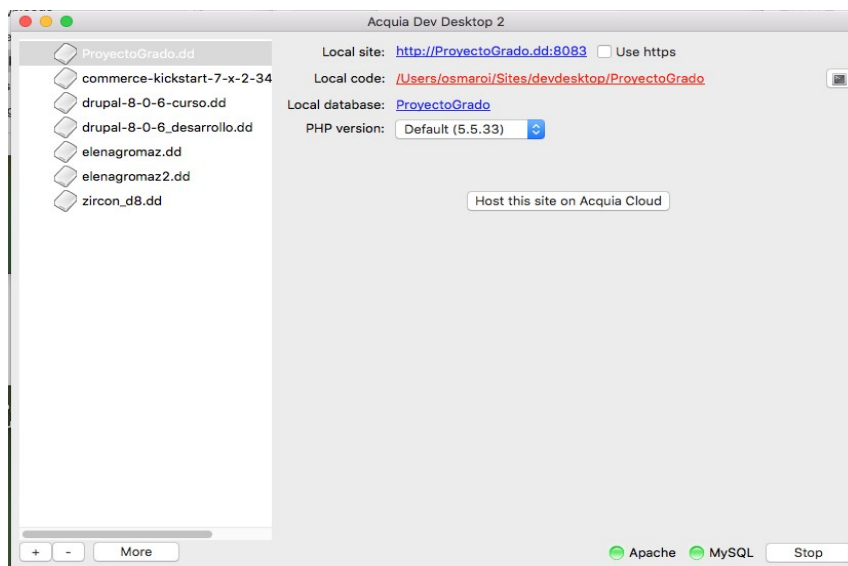 Acquia Dev Desktop 2
ProyectoGrado.dd
commerce-kickstart-7-x-2-34
drupal-8-0-6-curso.dd
drupal-8-0-6_desarrollo.dd
elenagromaz.dd
elenagromaz2.dd
zircon_d8.dd
Local site: http://ProyectoGrado.dd:8083 Use https
Local code: /Users/osmaroi/Sites/devdesktop/ProyectoGrado
Local database: ProyectoGrado
PHP version: Default (5.5.33)
Host this site on Acquia Cloud
+ - More
Apache MySQL Stop